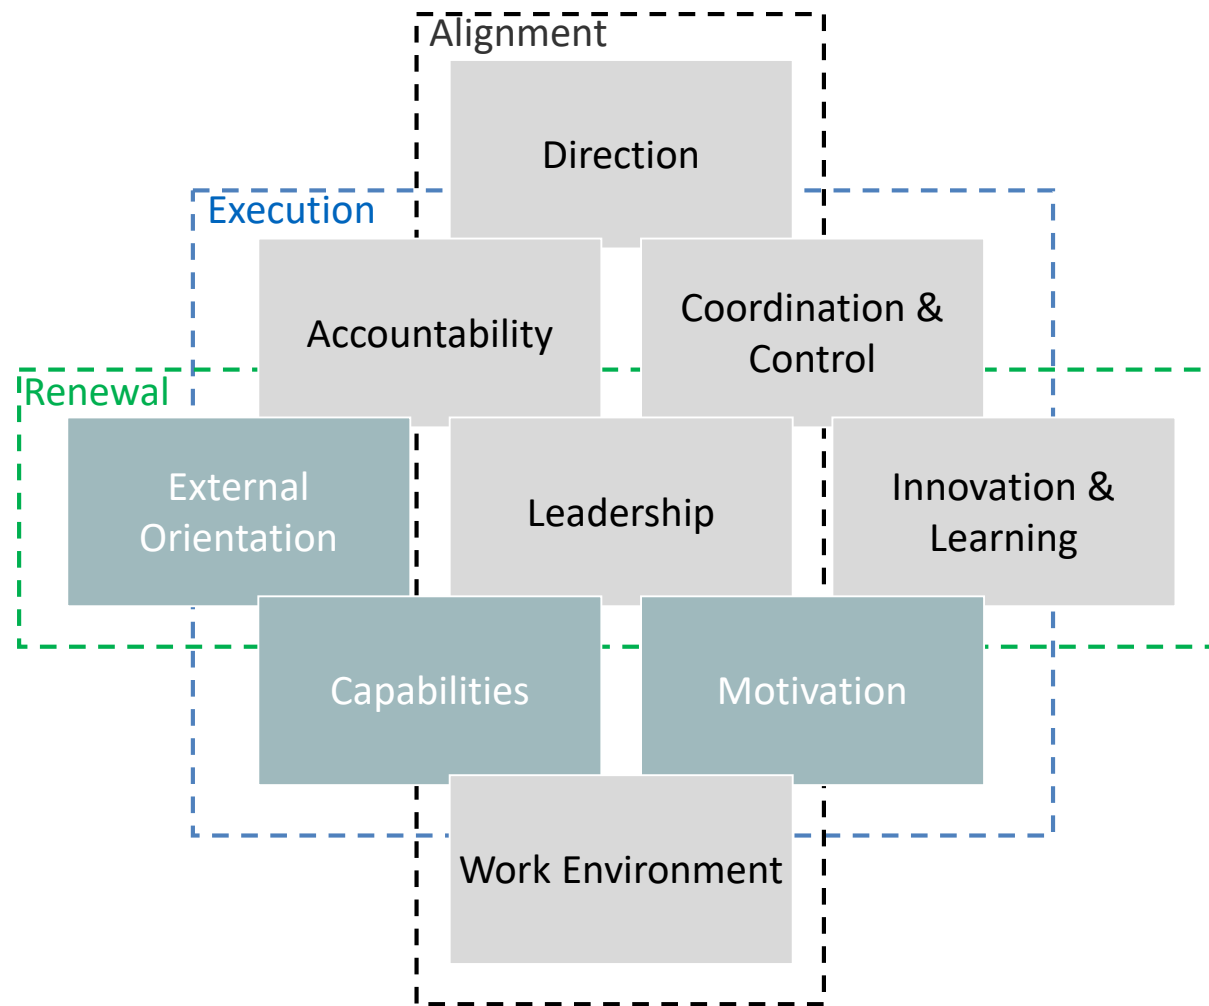 Alignment
Direction
Execution
Accountability
Coordination &
Control
Renewal
External
Orientation
Leadership
Innovation &
Learning
Capabilities
Motivation
Work Environment